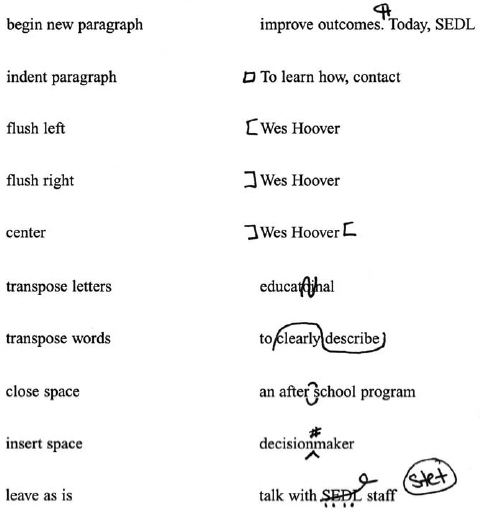 begin new paragraph improve outcomes. Today, SEDL
indent paragraph To learn how, contact
flush left [ Wes Hoover
flush right ] Wes Hoover
center ] Wes Hoover [
transpose letters educatoinal
transpose words to clearly describe
close space an after school program
insert space decisionmaker
#
leave as is talk with SEDL staff stet